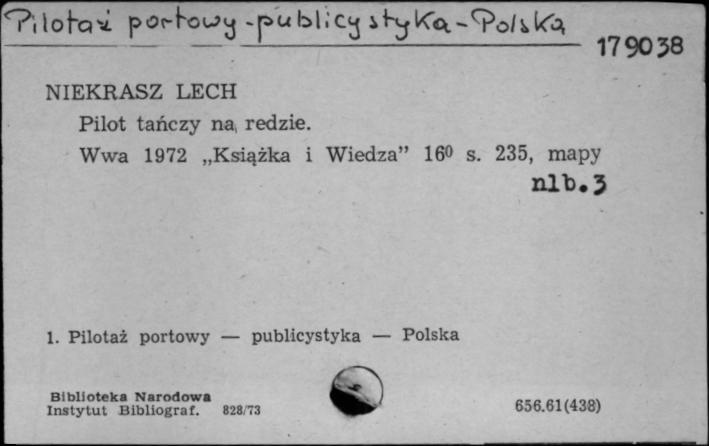 Pilotaż portowy - publicystyka - Polska
179038
NIEKRASZ LECH
Pilot tańczy na redzie.
Wwa 1972 „Książka i Wiedza” 16⁰ s. 235, mapy
nlb. 3
1. Pilotaż portowy — publicystyka — Polska
Biblioteka Narodowa
Instytut Bibliograf. 828/73
656.61(438)